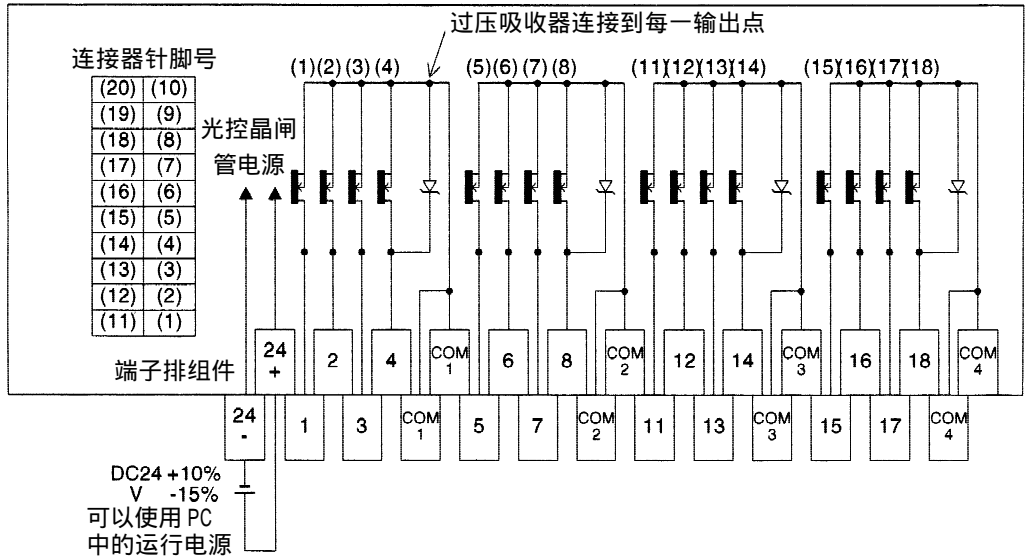 过压吸收器连接到每一输出点
连接器针脚号
(1)(2)(3)(4) (5)(6)(7)(8) (11)(12)(13)(14) (15)(16)(17)(18)
(20) (10)
(19) (9)
(18) (8)
(17) (7)
(16) (6)
(15) (5)
(14) (4)
(13) (3)
(12) (2)
(11) (1)
光控晶闸
管电源
端子排组件
24 + 2 4 COM 1 6 8 COM 2 12 14 COM 3 16 18 COM 4
24 - 1 3 COM 1 5 7 COM 2 11 13 COM 3 15 17 COM 4
DC24 +10%
V -15%
可以使用 PC
中的运行电源